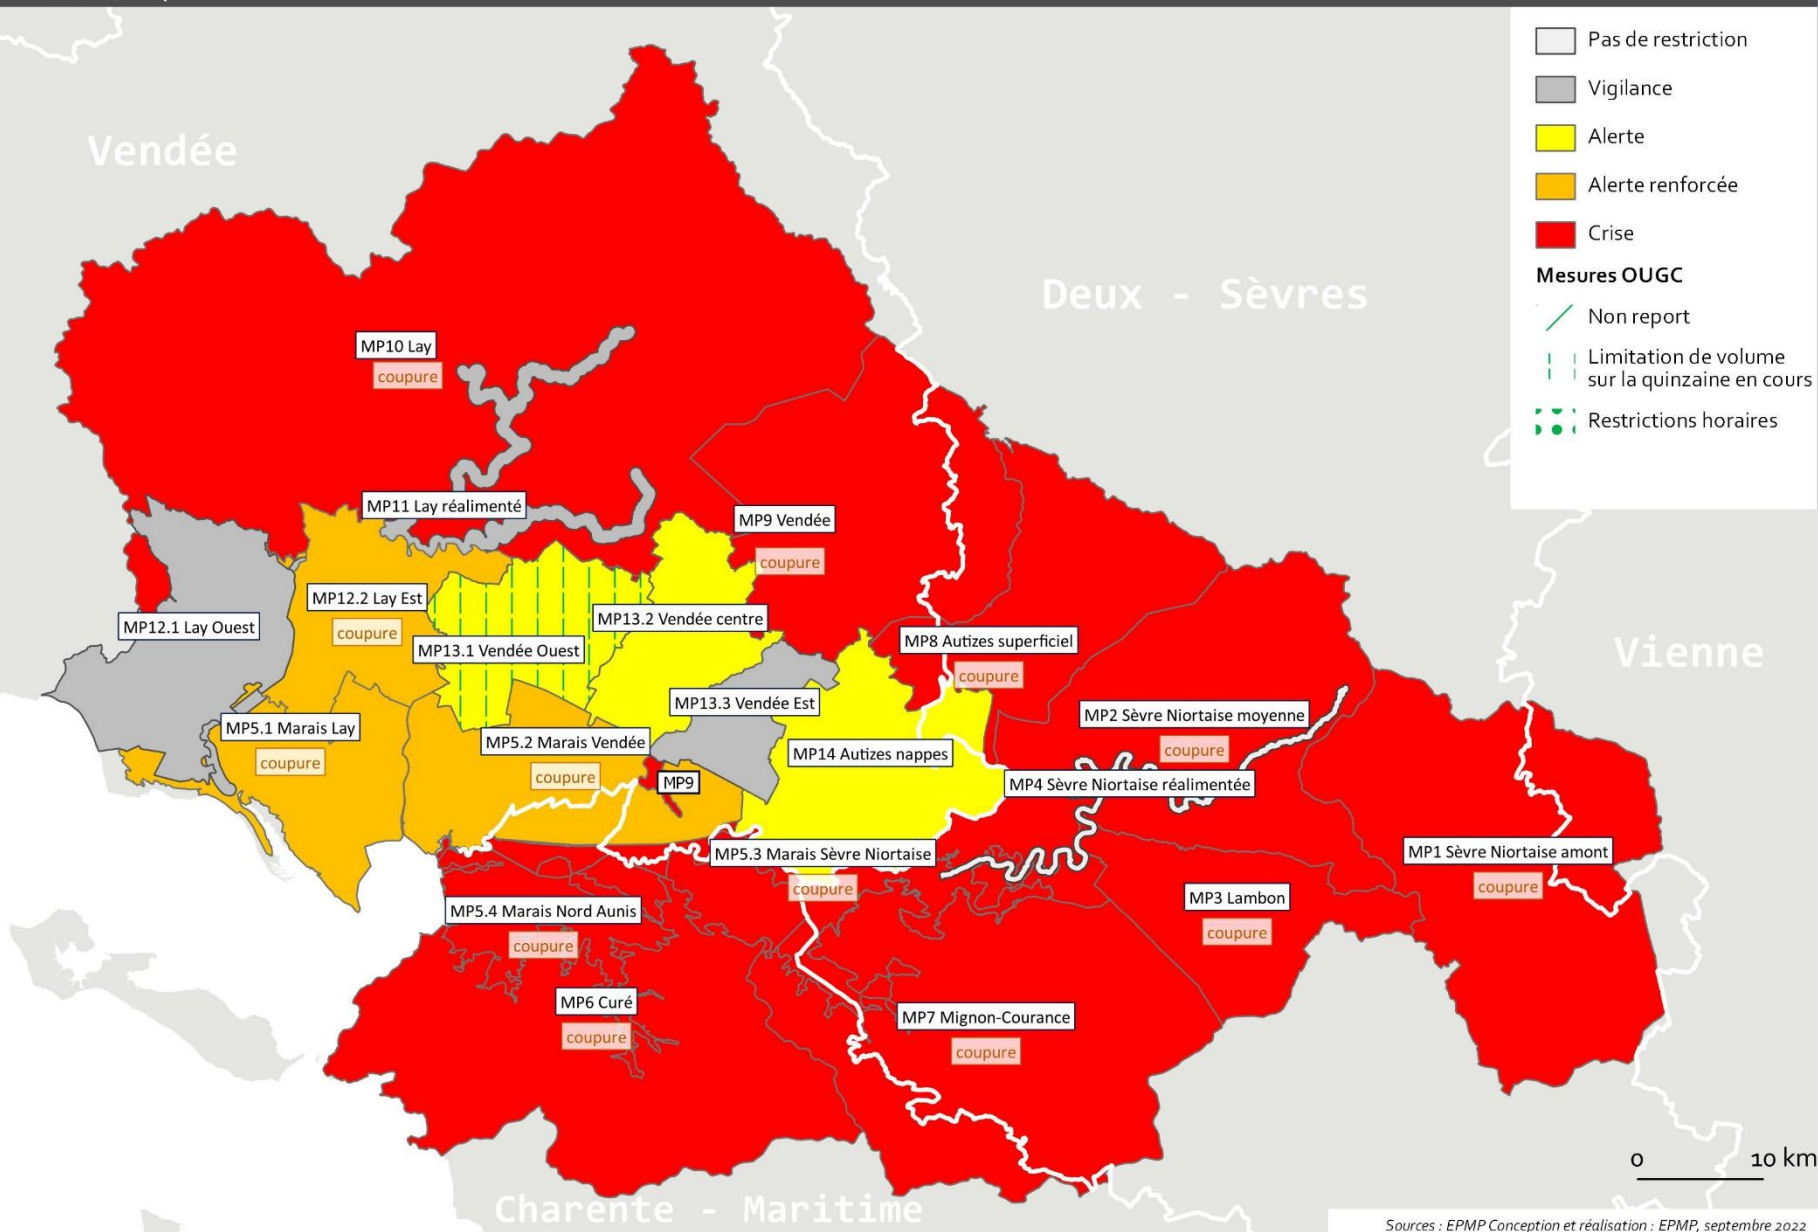 Pas de restriction
Vigilance
Alerte
Alerte renforcée
Crise
Mesures OUGC
Non report
Limitation de volume
sur la quinzaine en cours
Restrictions horaires
Vendée
Deux - Sèvres
Vienne
Charente - Maritime
MP10 Lay
coupure
MP11 Lay réalimenté
MP9 Vendée
coupure
MP12.1 Lay Ouest
MP12.2 Lay Est
coupure
MP13.2 Vendée centre
MP13.1 Vendée Ouest
MP8 Autizes superficiel
coupure
MP13.3 Vendée Est
MP5.1 Marais Lay
coupure
MP5.2 Marais Vendée
coupure
MP9
MP14 Autizes nappes
MP2 Sèvre Niortaise moyenne
coupure
MP4 Sèvre Niortaise réalimentée
MP5.3 Marais Sèvre Niortaise
coupure
MP1 Sèvre Niortaise amont
coupure
MP3 Lambon
coupure
MP5.4 Marais Nord Aunis
coupure
MP6 Curé
coupure
MP7 Mignon-Courance
coupure
0 10 km
Sources : EPMP Conception et réalisation : EPMP, septembre 2022